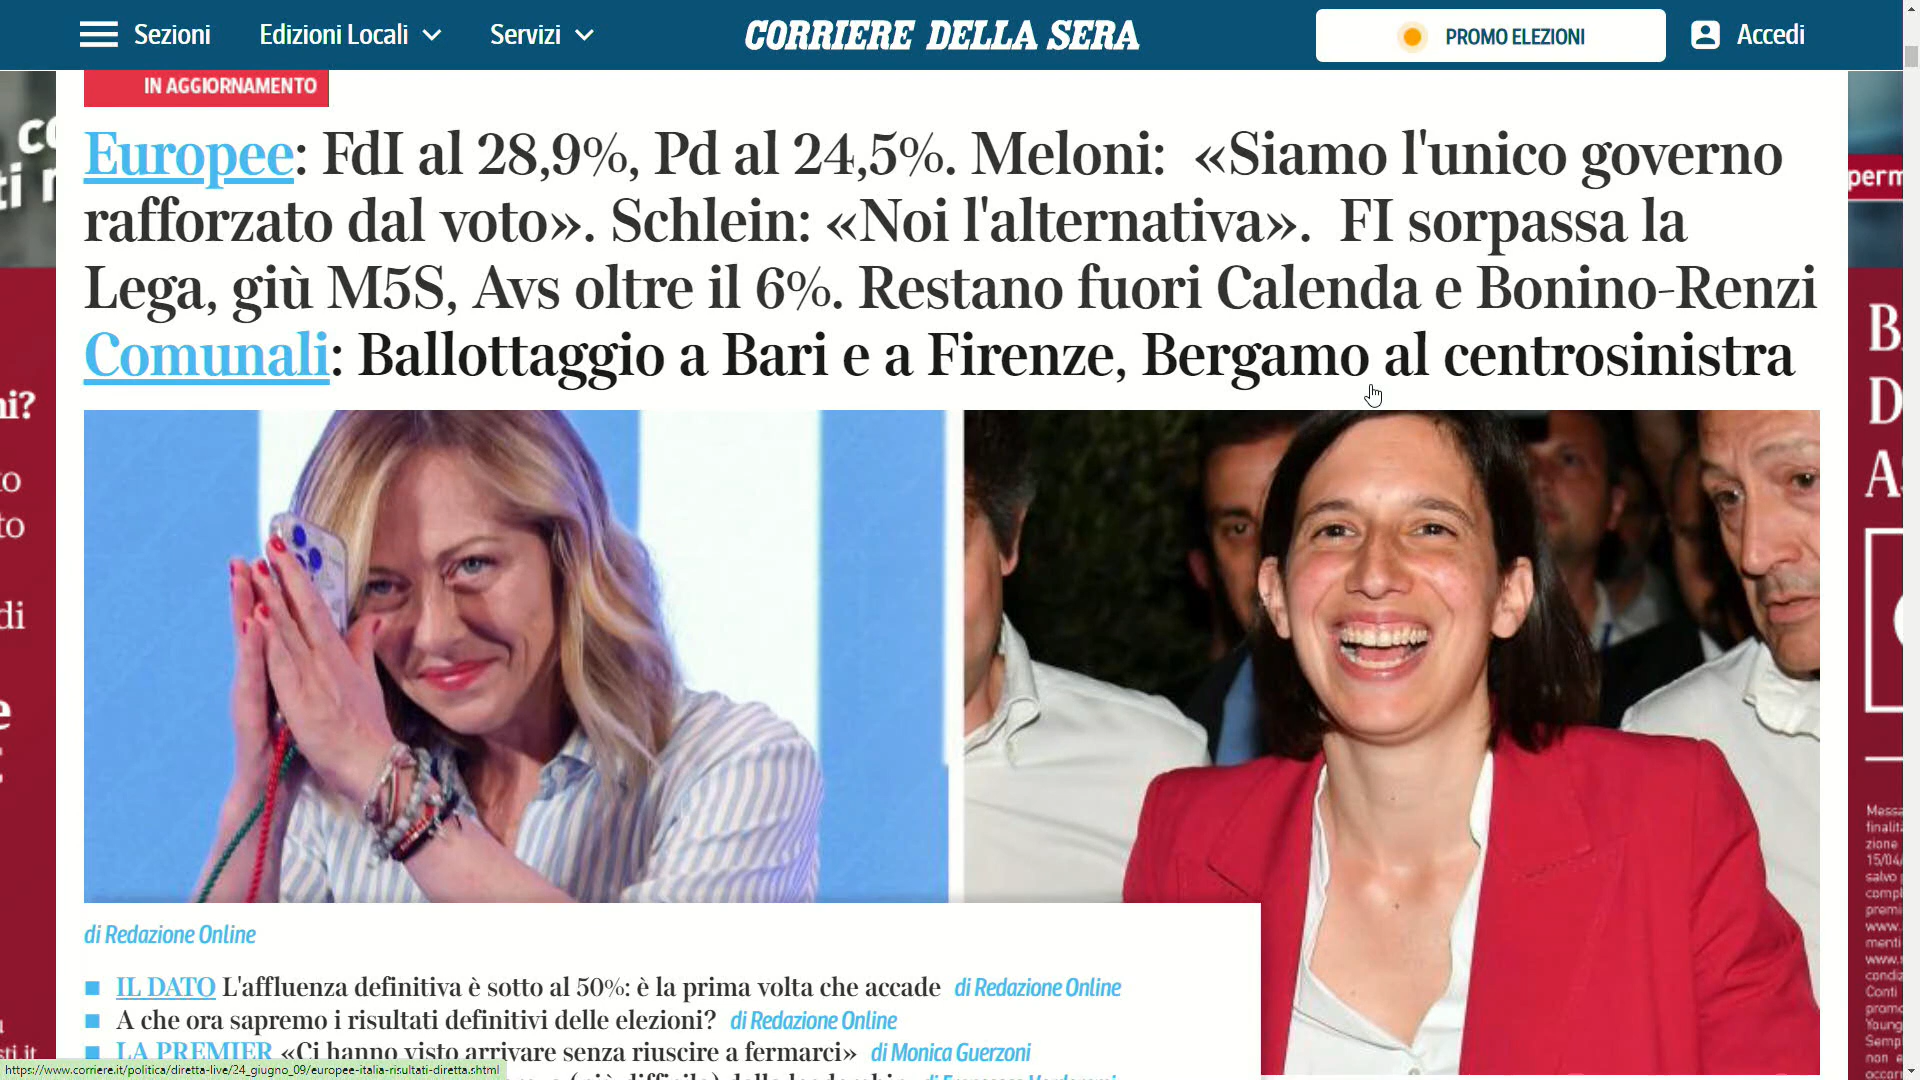 Sezioni Edizioni Locali Servizi CORRIERE DELLA SERA PROMO ELEZIONI Accedi
IN AGGIORNAMENTO
Europee: FdI al 28,9%, Pd al 24,5%. Meloni: «Siamo l'unico governo
rafforzato dal voto». Schlein: «Noi l'alternativa». FI sorpassa la
Lega, giù M5S, Avs oltre il 6%. Restano fuori Calenda e Bonino-Renzi
Comunali: Ballottaggio a Bari e a Firenze, Bergamo al centrosinistra
di Redazione Online
IL DATO L'affluenza definitiva è sotto al 50%: è la prima volta che accade di Redazione Online
A che ora sapremo i risultati definitivi delle elezioni? di Redazione Online
LA PREMIER «Ci hanno visto arrivare senza riuscire a fermarci» di Monica Guerzoni
https://www.corriere.it/politica/diretta-live/24_giugno_09/europee-italia-risultati-diretta.shtml